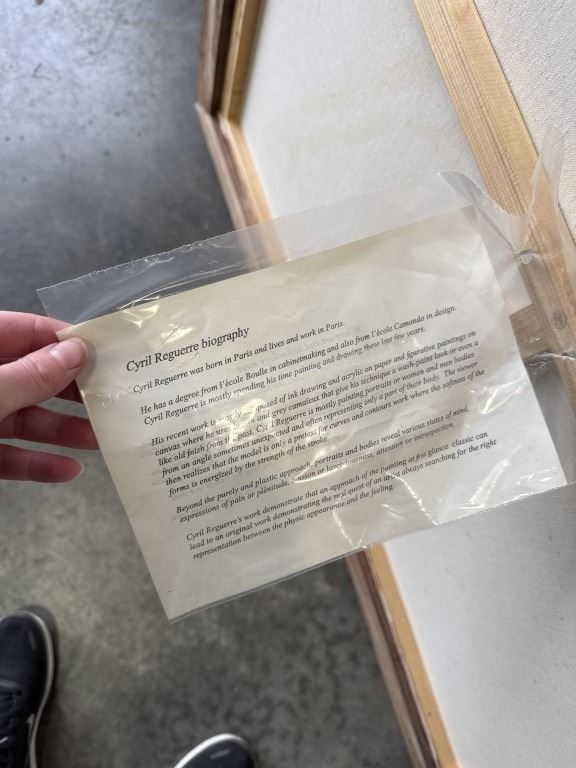 Cyril Reguerre biography
Cyril Reguerre was born in Paris and lives and work in Paris.
He has a degree from l'école Boulle in cabinetmaking and also from l'école Camondo in design.
Cyril Reguerre is mostly spending his time painting and drawing these last few years.
His recent work is of ink drawing and acrylic on paper and figurative paintings on
canvas where he and grey camaïeux that give his technique a wash-paint look or even a
like old finish from past. Cyril Reguerre is mostly painting portraits or women and men bodies
from an angle sometimes unexpected and often representing only a part of their body. The viewer
then realizes that the model is only a pretext for curves and contours work where the softness of the
forms is energized by the strength of the stroke.
Beyond the purely and plastic approach, portraits and bodies reveal various states of mind,
expressions of pain or plénitude, tension or lasciviousness, attention or introspection.
Cyril Reguerre's work demonstrate that an approach of the painting at first glance classic can
lead to an original work demonstrating the real quest of an artist always searching for the right
representation between the physic appearance and the feeling.